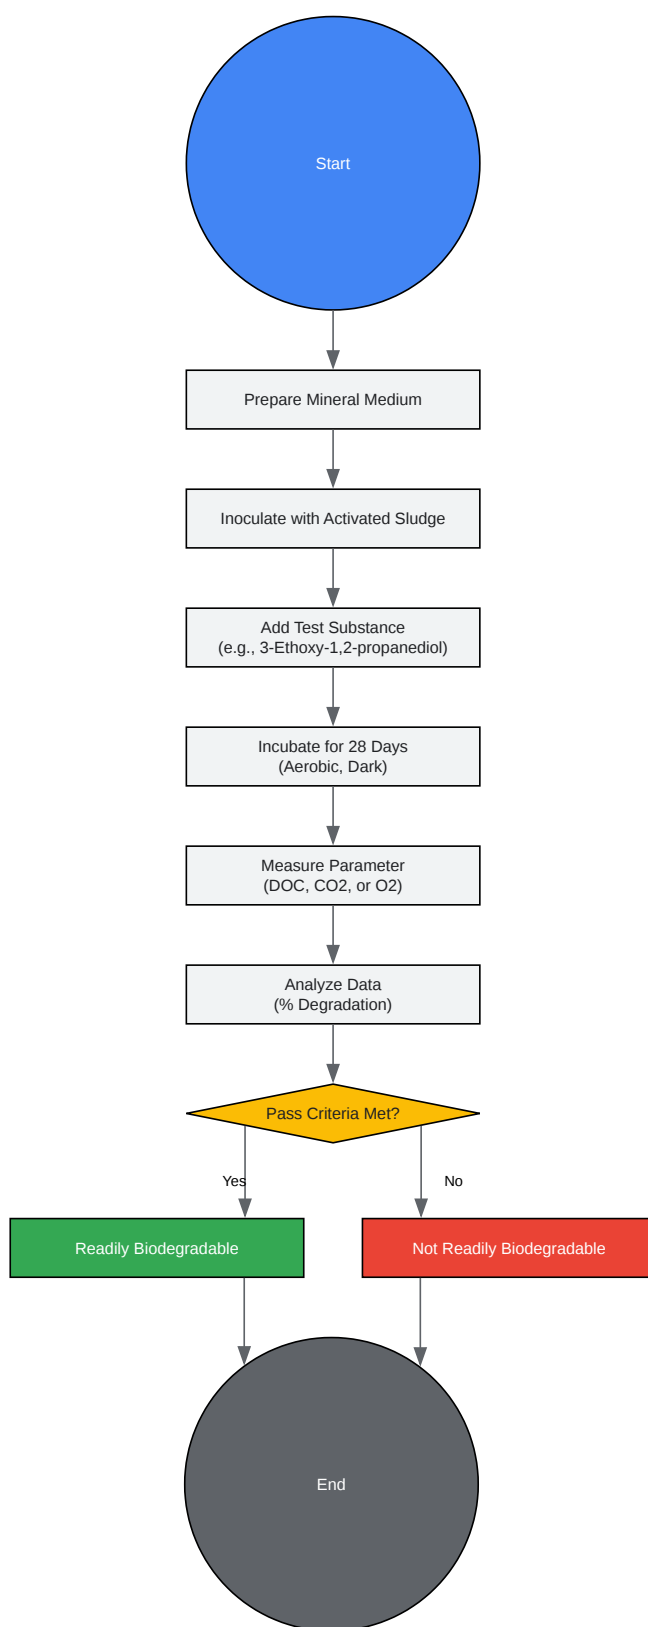 Start
Prepare Mineral Medium
Inoculate with Activated Sludge
Add Test Substance
(e.g., 3-Ethoxy-1,2-propanediol)
Incubate for 28 Days
(Aerobic, Dark)
Measure Parameter
(DOC, CO2, or O2)
Analyze Data
(% Degradation)
Pass Criteria Met?
Yes
No
Readily Biodegradable
Not Readily Biodegradable
End